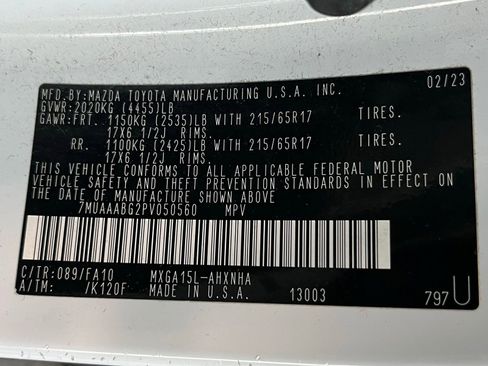 MFD.BY:MAZDA TOYOTA MANUFACTURING U.S.A. INC. 02/23
GVWR:2020KG (4455)LB
GAWR:FRT. 1150KG (2535)LB WITH 215/65R17 TIRES.
17X6 1/2J RIMS.
RR. 1100KG (2425)LB WITH 215/65R17 TIRES.
17X6 1/2J RIMS.
THIS VEHICLE CONFORMS TO ALL APPLICABLE FEDERAL MOTOR
VEHICLE SAFETY AND THEFT PREVENTION STANDARDS IN EFFECT ON
THE DATE OF MANUFACTURE SHOWN ABOVE.
7MUAAABG2PV050560 MPV
C/TR:089/FA10 MXGA15L-AHXNHA
A/TM: /K120F MADE IN U.S.A. 13003 797U